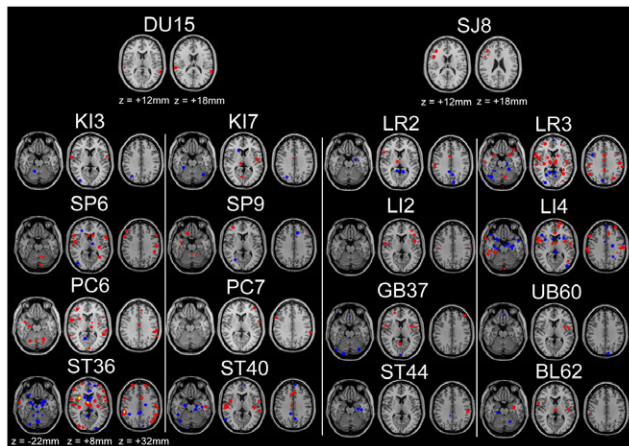 DU15 SJ8
z = +12mm z = +18mm z = +12mm z = +18mm
KI3 KI7 LR2 LR3
SP6 SP9 LI2 LI4
PC6 PC7 GB37 UB60
ST36 ST40 ST44 BL62
z = -22mm z = +8mm z = +32mm